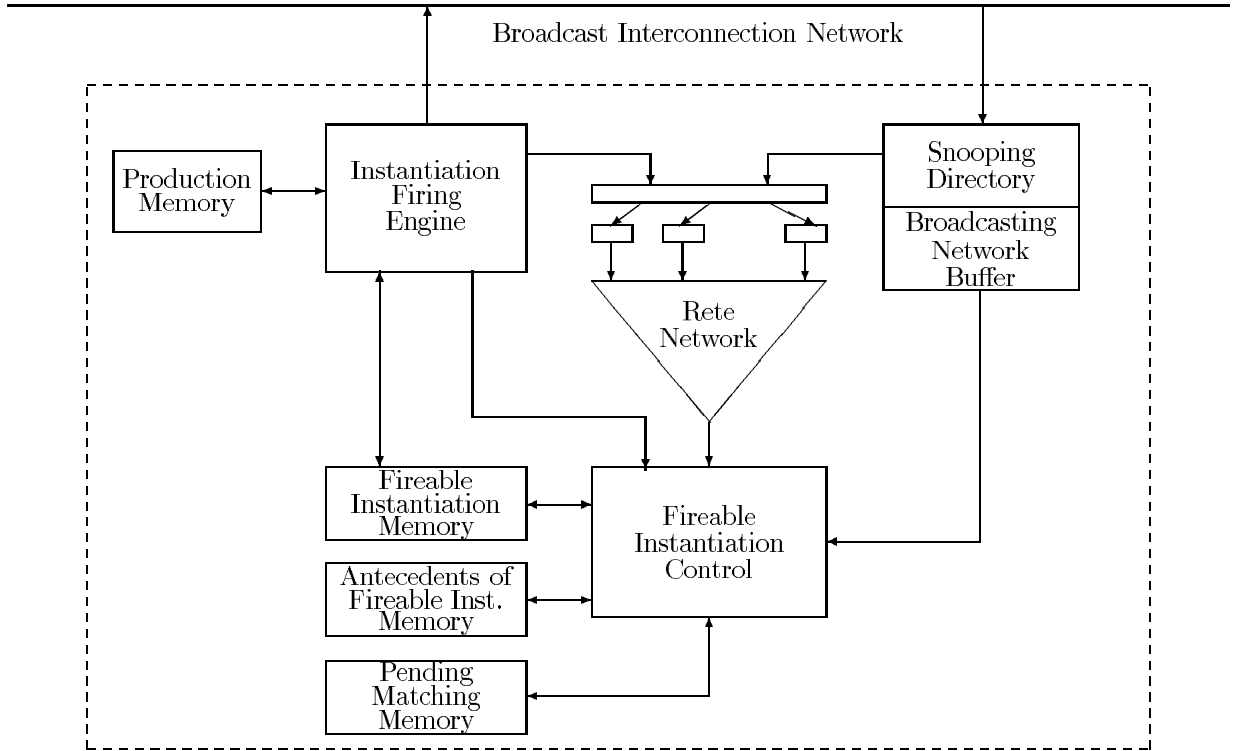 Broadcast Interconnection Network
Production
Memory
Instantiation
Firing
Engine
Snooping
Directory
Broadcasting
Network
Buffer
Rete
Network
Fireable
Instantiation
Memory
Fireable
Instantiation
Control
Antecedents of
Fireable Inst.
Memory
Pending
Matching
Memory